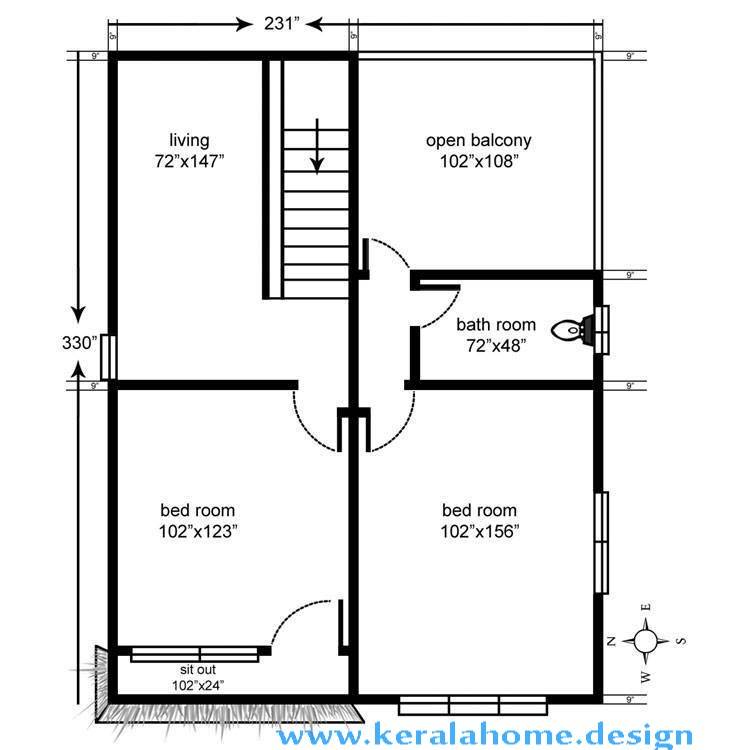 231”
9”
9”
9”
9”
9”
living
72”x147”
open balcony
102”x108”
9”
330”
bath room
72”x48”
9”
9”
bed room
102”x123”
bed room
102”x156”
E
N
S
W
sit out
102”x24”
9”
www.keralahome.design